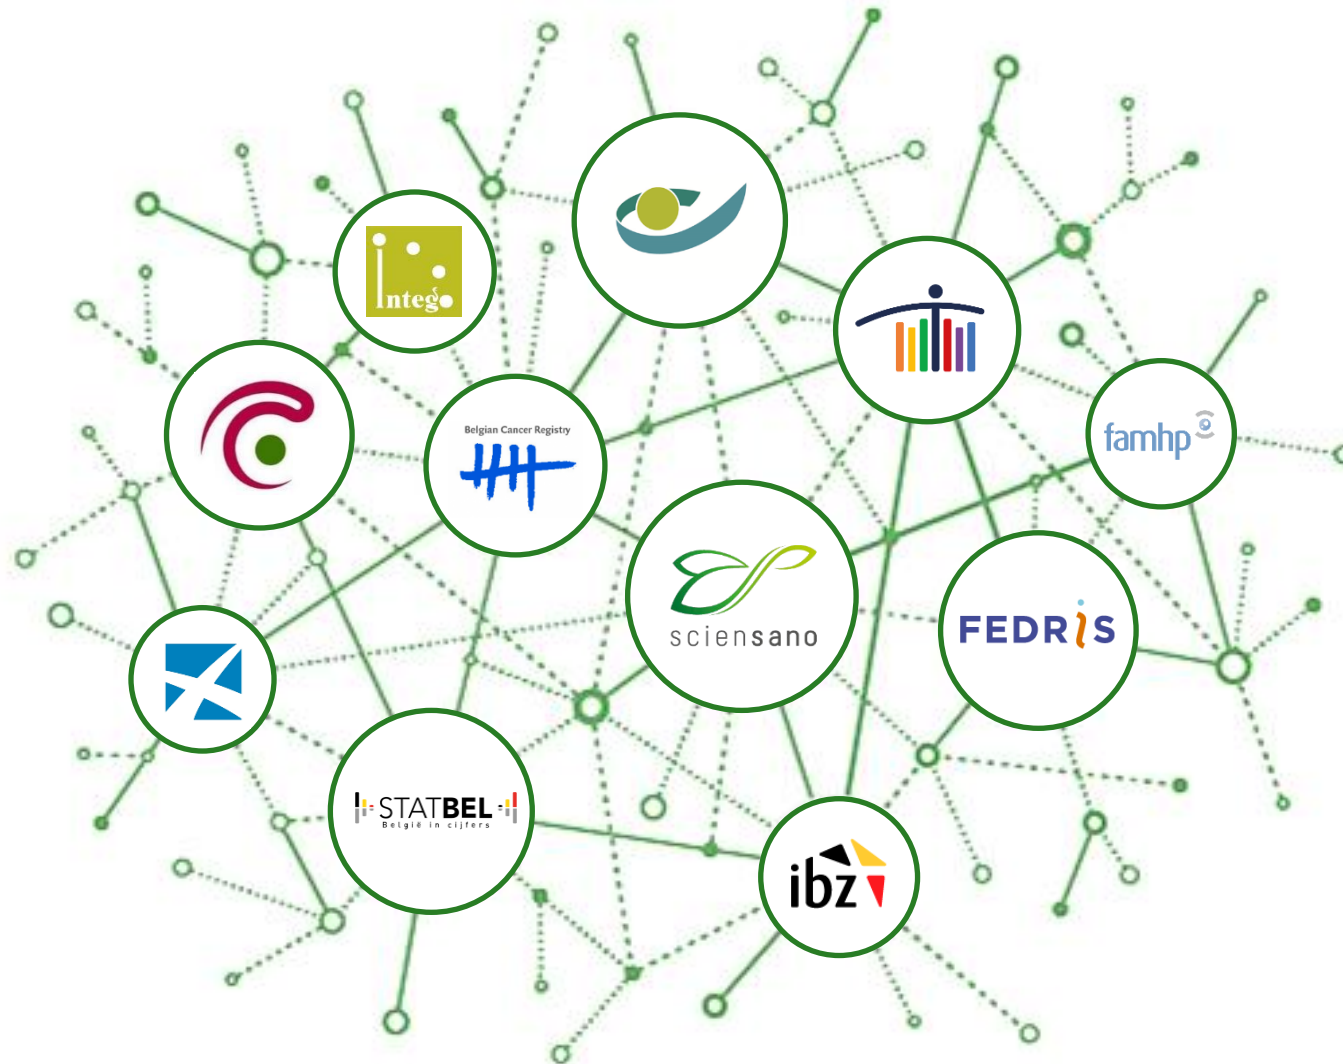 Intego
Belgian Cancer Registry
famhp
sciensano
FEDRIS
STATBEL
België in cijfers
ibz